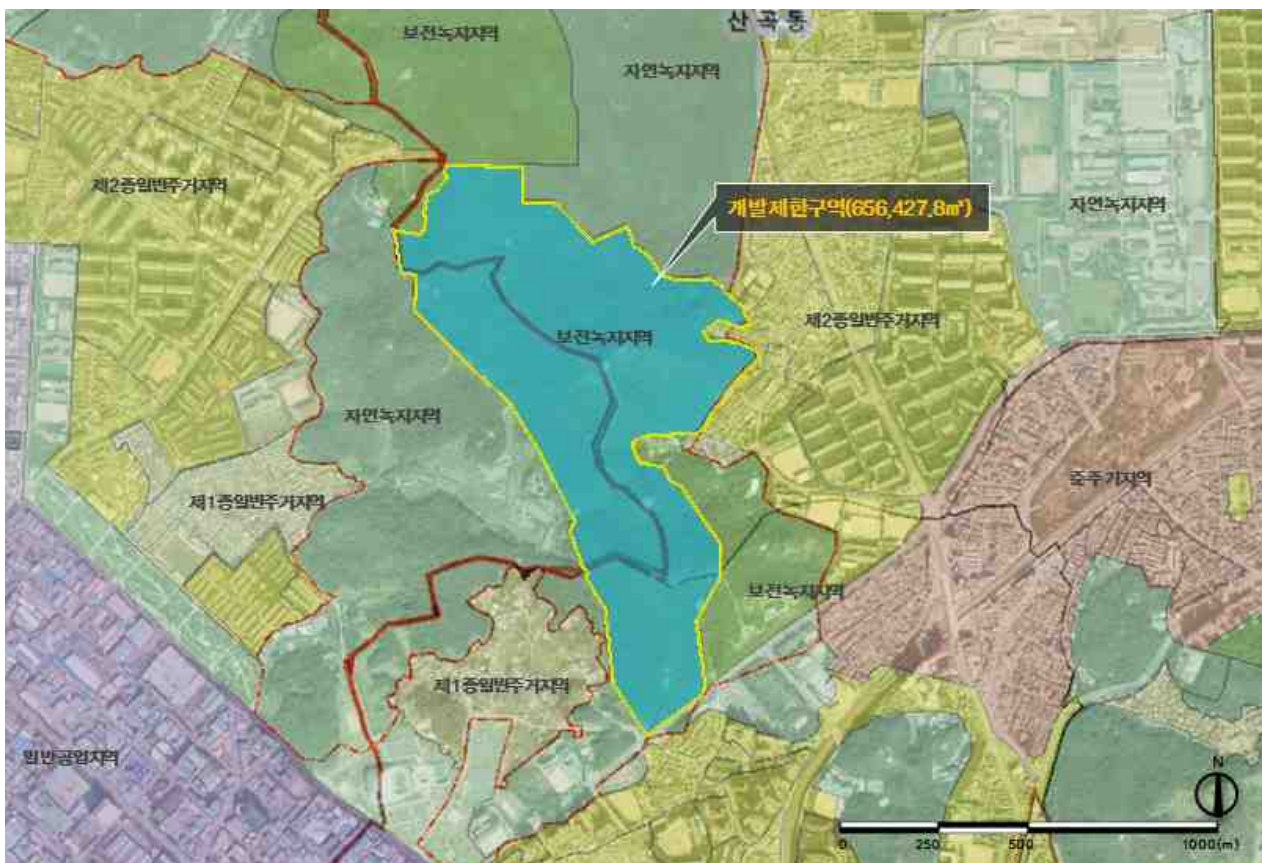 산곡동
보전녹지지역
자연녹지지역
제2종일반주거지역
개발제한구역(656,427.8㎡)
자연녹지지역
보전녹지지역
제2종일반주거지역
자연녹지지역
준주거지역
제1종일반주거지역
보전녹지지역
제1종일반주거지역
일반공업지역
N
0 250 500 1000(m)